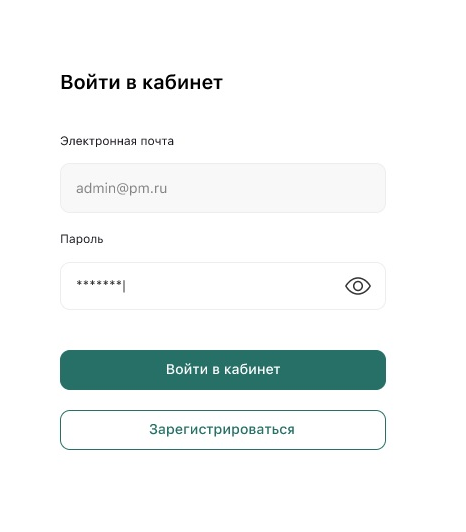 Войти в кабинет
Электронная почта
admin@pm.ru
Пароль
*******
Войти в кабинет
Зарегистрироваться